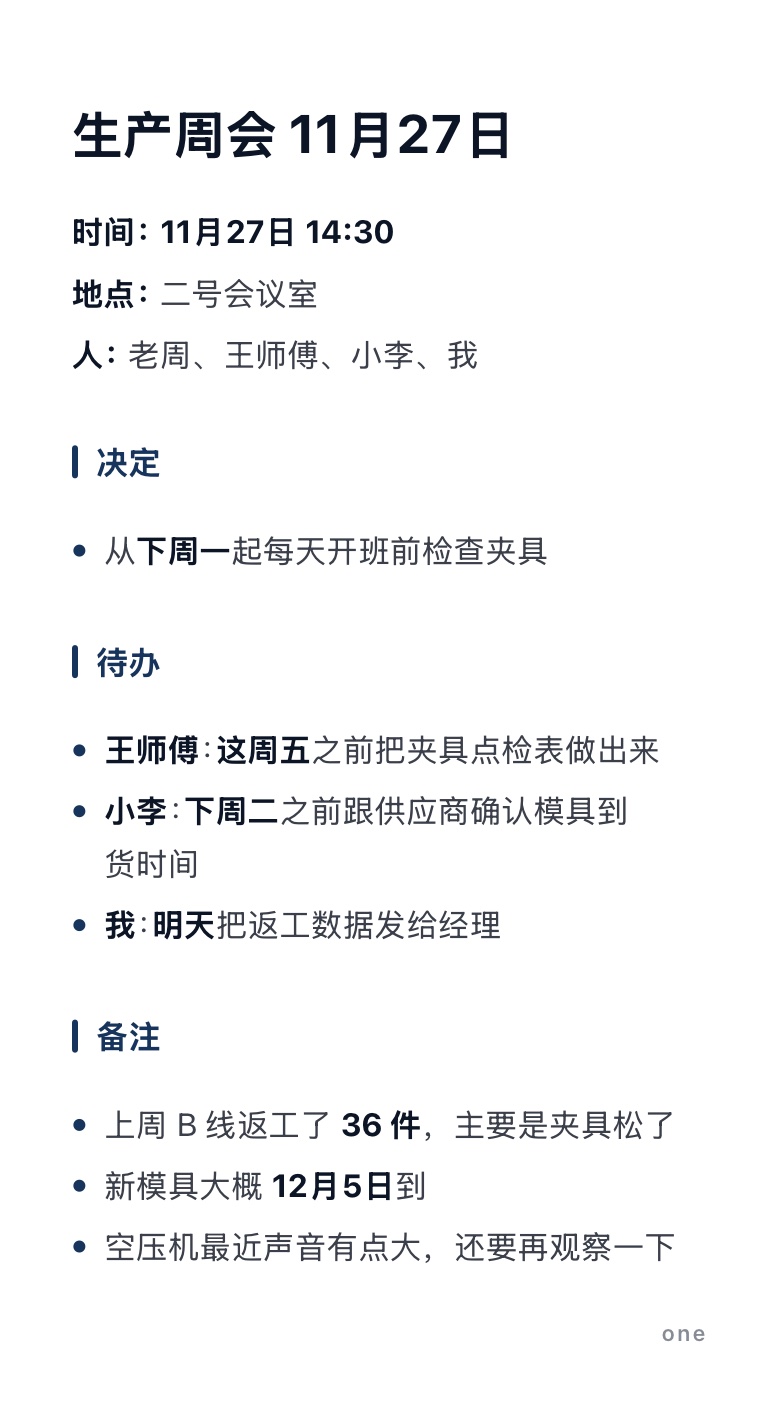 生产周会 11月27日
时间：11月27日 14:30
地点：二号会议室
人：老周、王师傅、小李、我
决定
• 从下周一起每天开班前检查夹具
待办
• 王师傅：这周五之前把夹具点检表做出来
• 小李：下周二之前跟供应商确认模具到
货时间
• 我：明天把返工数据发给经理
备注
• 上周 B 线返工了 36 件，主要是夹具松了
• 新模具大概 12月5日到
• 空压机最近声音有点大，还要再观察一下
one